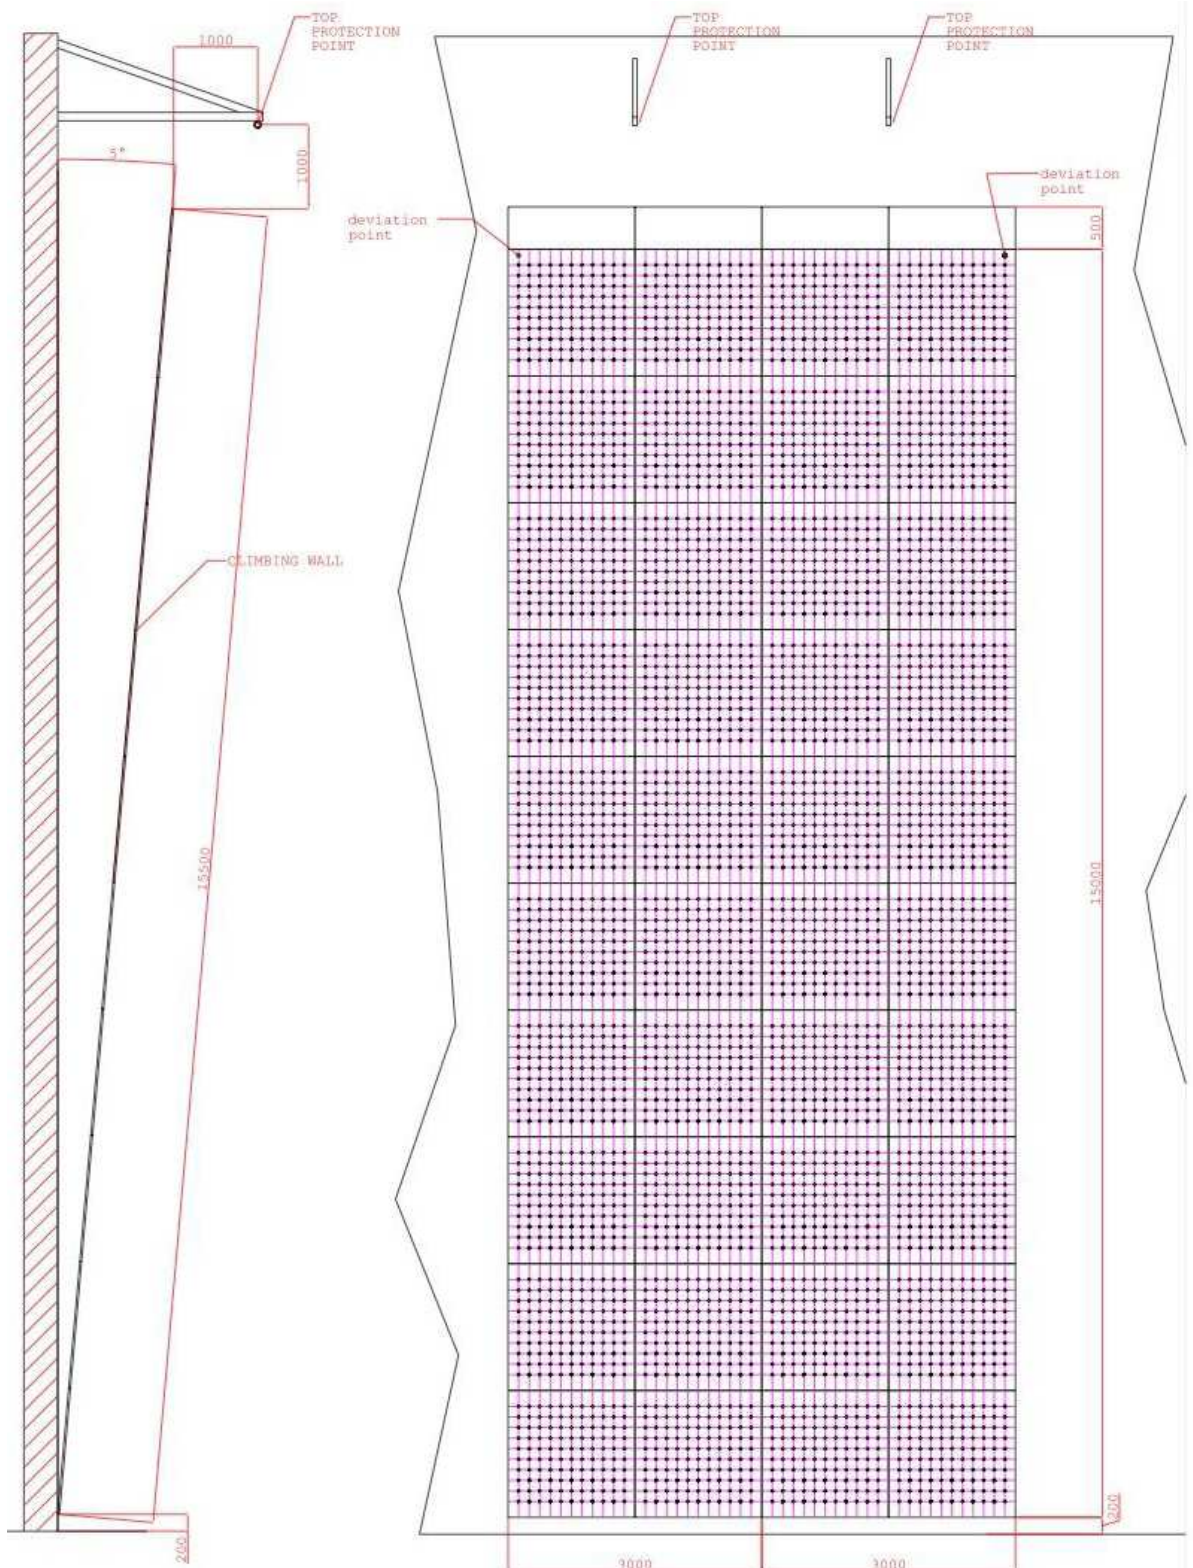 TOP
PROTECTION
POINT
1000
TOP
PROTECTION
POINT
TOP
PROTECTION
POINT
5°
1000
deviation
point
deviation
point
500
CLIMBING WALL
15500
15000
200
200
3000
3000